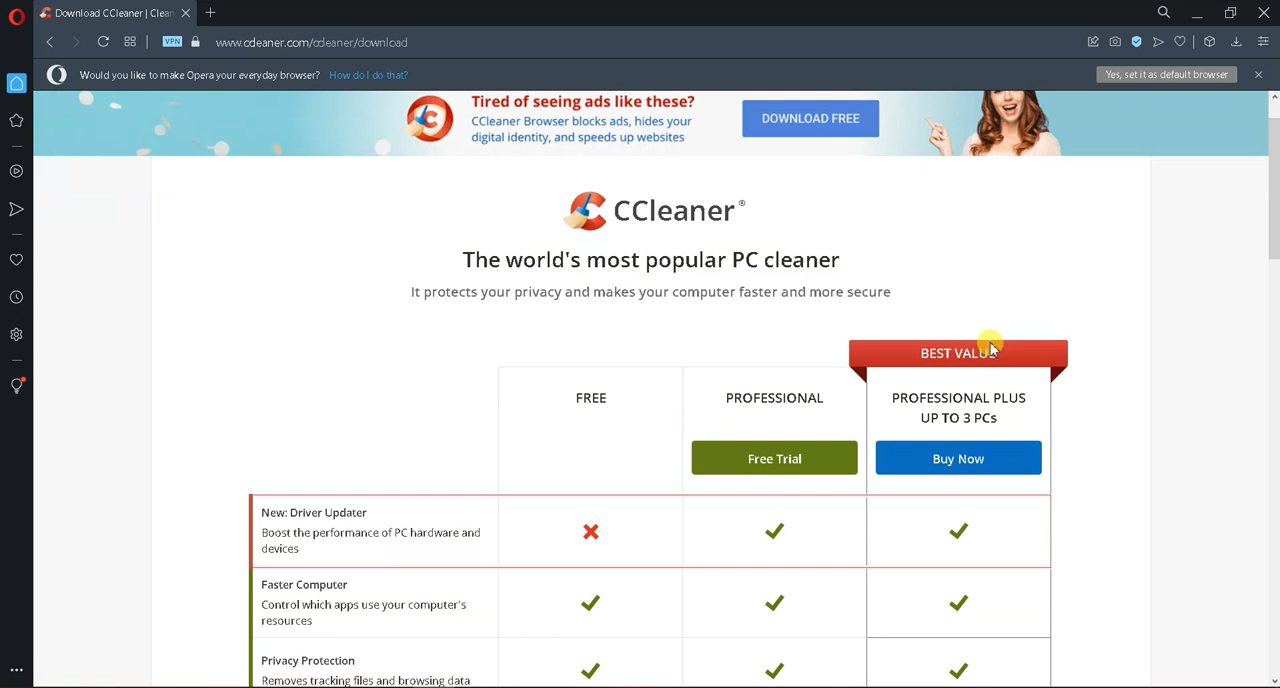 Download CCleaner | Clean
VPN
www.ccleaner.com/ccleaner/download
Would you like to make Opera your everyday browser? How do I do that?
Yes, set it as default browser
Tired of seeing ads like these?
CCleaner Browser blocks ads, hides your
digital identity, and speeds up websites
DOWNLOAD FREE
CCleaner®
The world's most popular PC cleaner
It protects your privacy and makes your computer faster and more secure
BEST VALUE
FREE
PROFESSIONAL
PROFESSIONAL PLUS
UP TO 3 PCs
Free Trial
Buy Now
New: Driver Updater
Boost the performance of PC hardware and
devices
Faster Computer
Control which apps use your computer's
resources
Privacy Protection
Removes tracking files and browsing data